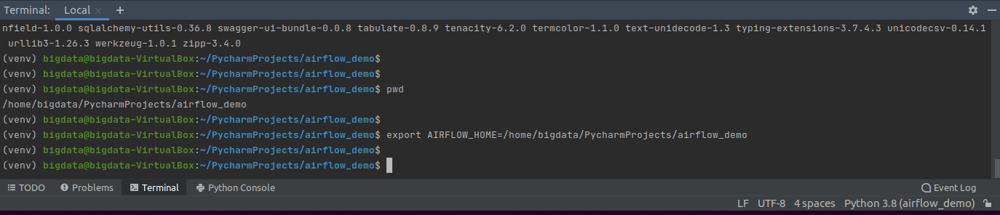 Terminal: Local × +
nfield-1.0.0 sqlalchemy-utils-0.36.8 swagger-ui-bundle-0.0.8 tabulate-0.8.9 tenacity-6.2.0 termcolor-1.1.0 text-unidecode-1.3 typing-extensions-3.7.4.3 unicodecsv-0.14.1
urllib3-1.26.3 werkzeug-1.0.1 zipp-3.4.0
(venv) bigdata@bigdata-VirtualBox:~/PycharmProjects/airflow_demo$
(venv) bigdata@bigdata-VirtualBox:~/PycharmProjects/airflow_demo$
(venv) bigdata@bigdata-VirtualBox:~/PycharmProjects/airflow_demo$ pwd
/home/bigdata/PycharmProjects/airflow_demo
(venv) bigdata@bigdata-VirtualBox:~/PycharmProjects/airflow_demo$
(venv) bigdata@bigdata-VirtualBox:~/PycharmProjects/airflow_demo$ export AIRFLOW_HOME=/home/bigdata/PycharmProjects/airflow_demo
(venv) bigdata@bigdata-VirtualBox:~/PycharmProjects/airflow_demo$
(venv) bigdata@bigdata-VirtualBox:~/PycharmProjects/airflow_demo$
TODO Problems Terminal Python Console Event Log
LF UTF-8 4 spaces Python 3.8 (airflow_demo)